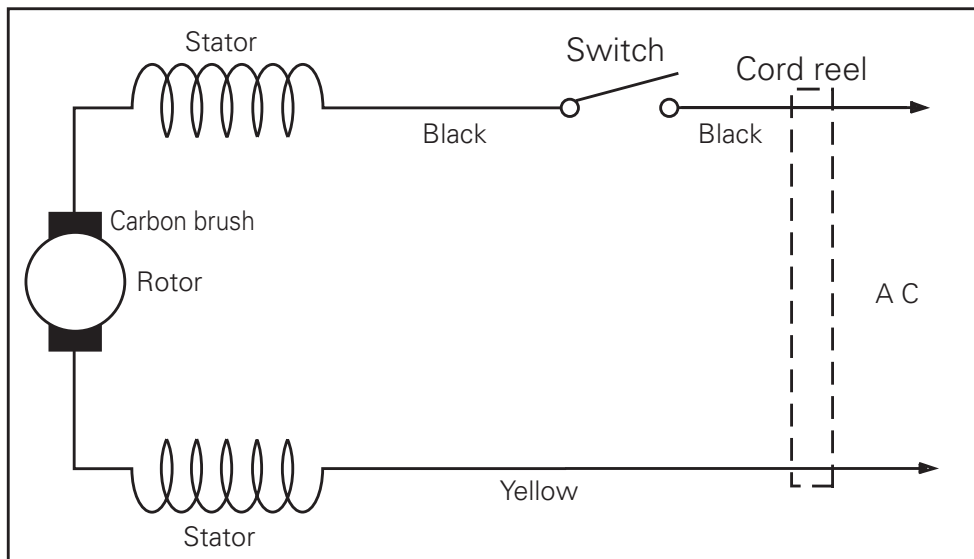 Stator
Switch
Cord reel
Black
Black
Carbon brush
Rotor
A C
Yellow
Stator